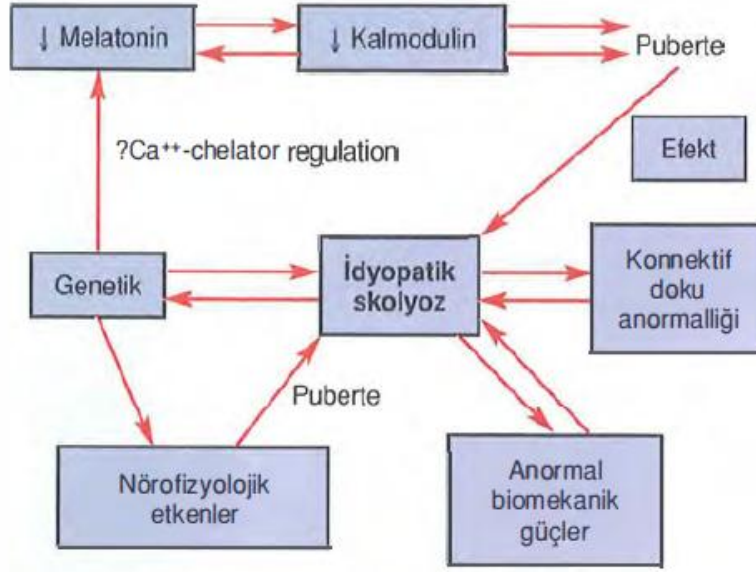 ↓ Melatonin
↓ Kalmodulin
Puberte
?Ca⁺⁺-chelator regulation
Efekt
Genetik
İdyopatik
skolyoz
Konnektif
doku
anormalliği
Puberte
Nörofizyolojik
etkenler
Anormal
biomekanik
güçler